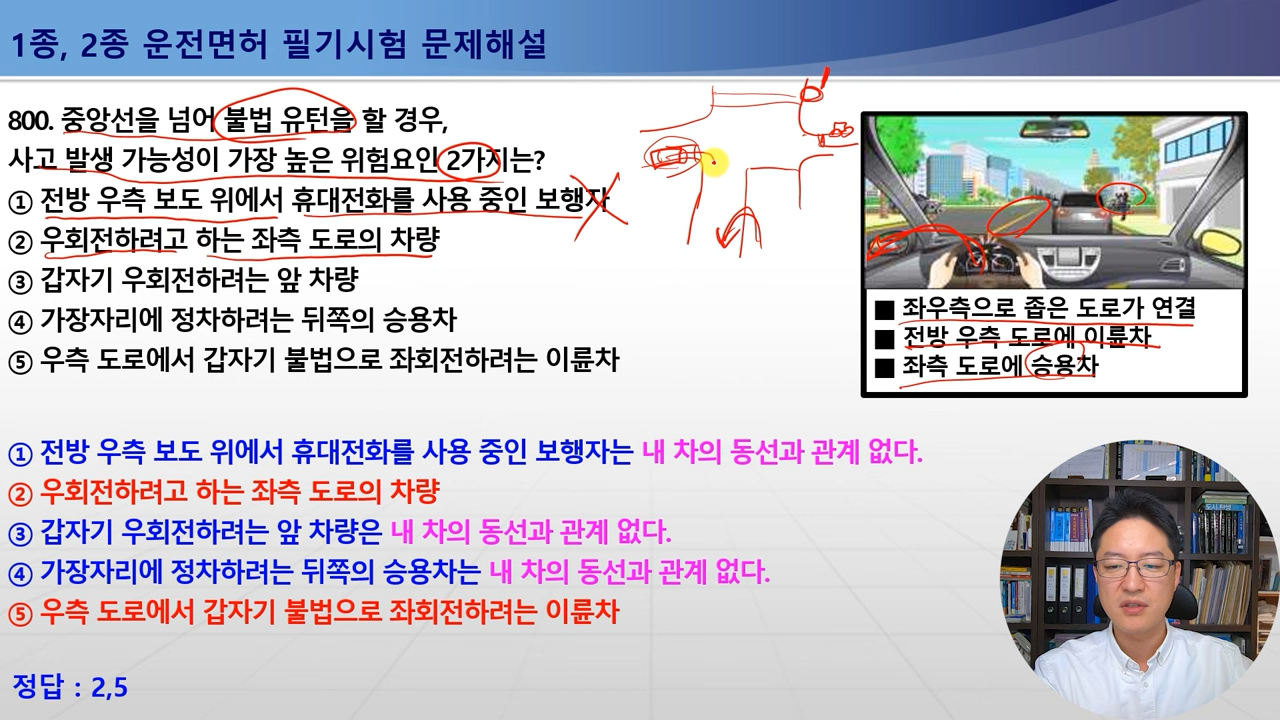 1종, 2종 운전면허 필기시험 문제해설
800. 중앙선을 넘어 불법 유턴을 할 경우,
사고 발생 가능성이 가장 높은 위험요인 2가지는?
① 전방 우측 보도 위에서 휴대전화를 사용 중인 보행자
② 우회전하려고 하는 좌측 도로의 차량
③ 갑자기 우회전하려는 앞 차량
④ 가장자리에 정차하려는 뒤쪽의 승용차
⑤ 우측 도로에서 갑자기 불법으로 좌회전하려는 이륜차
■ 좌우측으로 좁은 도로가 연결
■ 전방 우측 도로에 이륜차
■ 좌측 도로에 승용차
① 전방 우측 보도 위에서 휴대전화를 사용 중인 보행자는 내 차의 동선과 관계 없다.
② 우회전하려고 하는 좌측 도로의 차량
③ 갑자기 우회전하려는 앞 차량은 내 차의 동선과 관계 없다.
④ 가장자리에 정차하려는 뒤쪽의 승용차는 내 차의 동선과 관계 없다.
⑤ 우측 도로에서 갑자기 불법으로 좌회전하려는 이륜차
정답 : 2,5